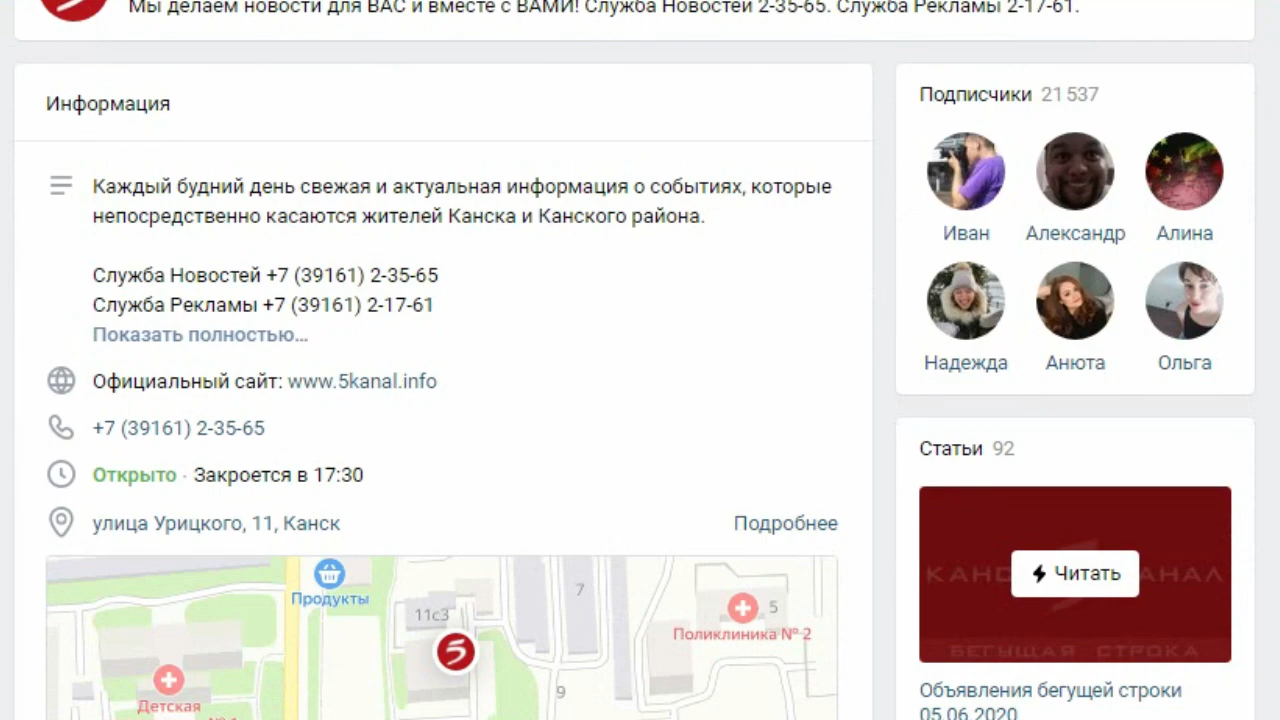 Мы делаем новости для ВАС и вместе с ВАМИ! Служба Новостей 2-35-65. Служба Рекламы 2-17-61.
Информация
Каждый будний день свежая и актуальная информация о событиях, которые
непосредственно касаются жителей Канска и Канского района.
Служба Новостей +7 (39161) 2-35-65
Служба Рекламы +7 (39161) 2-17-61
Показать полностью...
Официальный сайт: www.5kanal.info
+7 (39161) 2-35-65
Открыто · Закроется в 17:30
улица Урицкого, 11, Канск
Подробнее
Продукты
11с3
7
5
Поликлиника № 2
9
5
Детская
№ 1
Подписчики 21 537
Иван
Александр
Алина
Надежда
Анюта
Ольга
Статьи 92
Читать
БЕГУЩАЯ СТРОКА
Объявления бегущей строки
05.06.2020